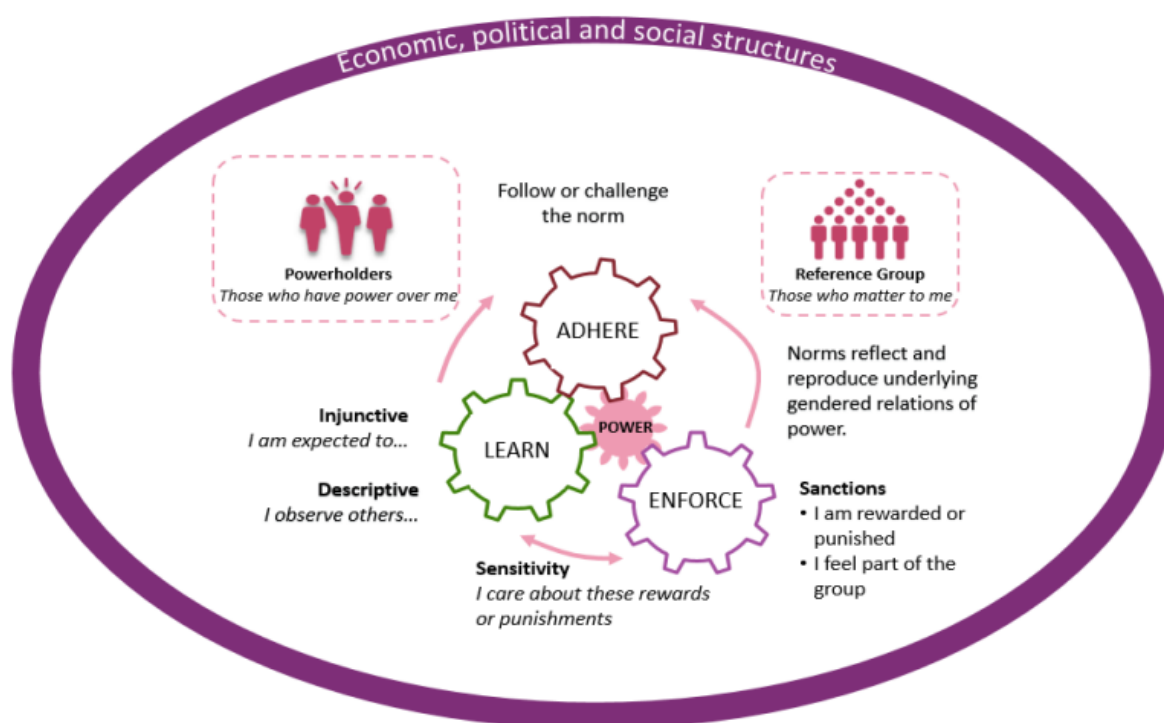 Economic, political and social structures
Powerholders
Those who have power over me
Follow or challenge
the norm
Reference Group
Those who matter to me
ADHERE
Norms reflect and
reproduce underlying
gendered relations of
power.
Injunctive
I am expected to...
Descriptive
I observe others...
LEARN
POWER
ENFORCE
Sanctions
• I am rewarded or
punished
• I feel part of the
group
Sensitivity
I care about these rewards
or punishments